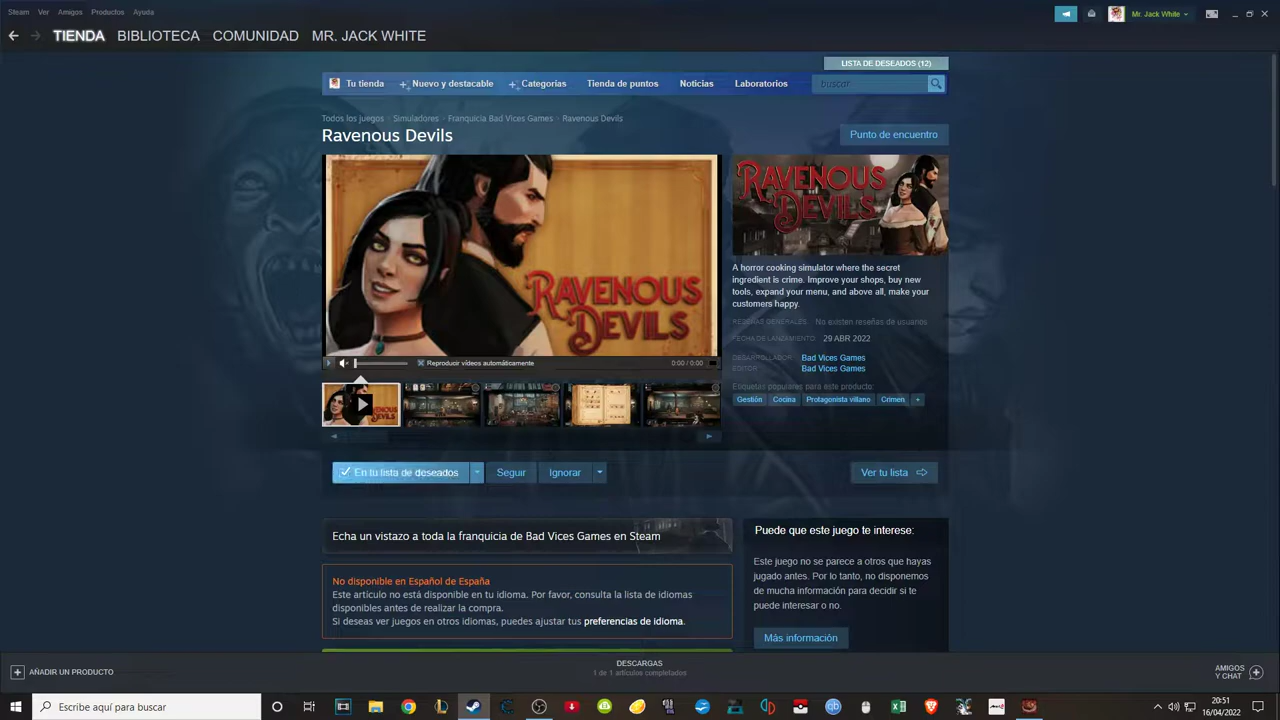 Steam Ver Amigos Productos Ayuda
Mr. Jack White
TIENDA BIBLIOTECA COMUNIDAD MR. JACK WHITE
LISTA DE DESEADOS (12)
Tu tienda Nuevo y destacable Categorías Tienda de puntos Noticias Laboratorios buscar
Todos los juegos > Simuladores > Franquicia Bad Vices Games > Ravenous Devils
Ravenous Devils
Punto de encuentro
RAVENOUS
DEVILS
RAVENOUS
DEVILS
A horror cooking simulator where the secret
ingredient is crime. Improve your shops, buy new
tools, expand your menu, and above all, make your
customers happy.
RESEÑAS GENERALES: No existen reseñas de usuarios
FECHA DE LANZAMIENTO: 29 ABR 2022
DESARROLLADOR: Bad Vices Games
EDITOR: Bad Vices Games
Etiquetas populares para este producto:
Gestión Cocina Protagonista villano Crimen +
Reproducir vídeos automáticamente 0:00 / 0:00
En tu lista de deseados Seguir Ignorar Ver tu lista
Echa un vistazo a toda la franquicia de Bad Vices Games en Steam
No disponible en Español de España
Este artículo no está disponible en tu idioma. Por favor, consulta la lista de idiomas
disponibles antes de realizar la compra.
Si deseas ver juegos en otros idiomas, puedes ajustar tus preferencias de idioma.
Puede que este juego te interese:
Este juego no se parece a otros que hayas
jugado antes. Por lo tanto, no disponemos
de mucha información para decidir si te
puede interesar o no.
Más información
AÑADIR UN PRODUCTO
DESCARGAS
1 de 1 artículos completados
AMIGOS
Y CHAT
Escribe aquí para buscar
20:51
16/04/2022